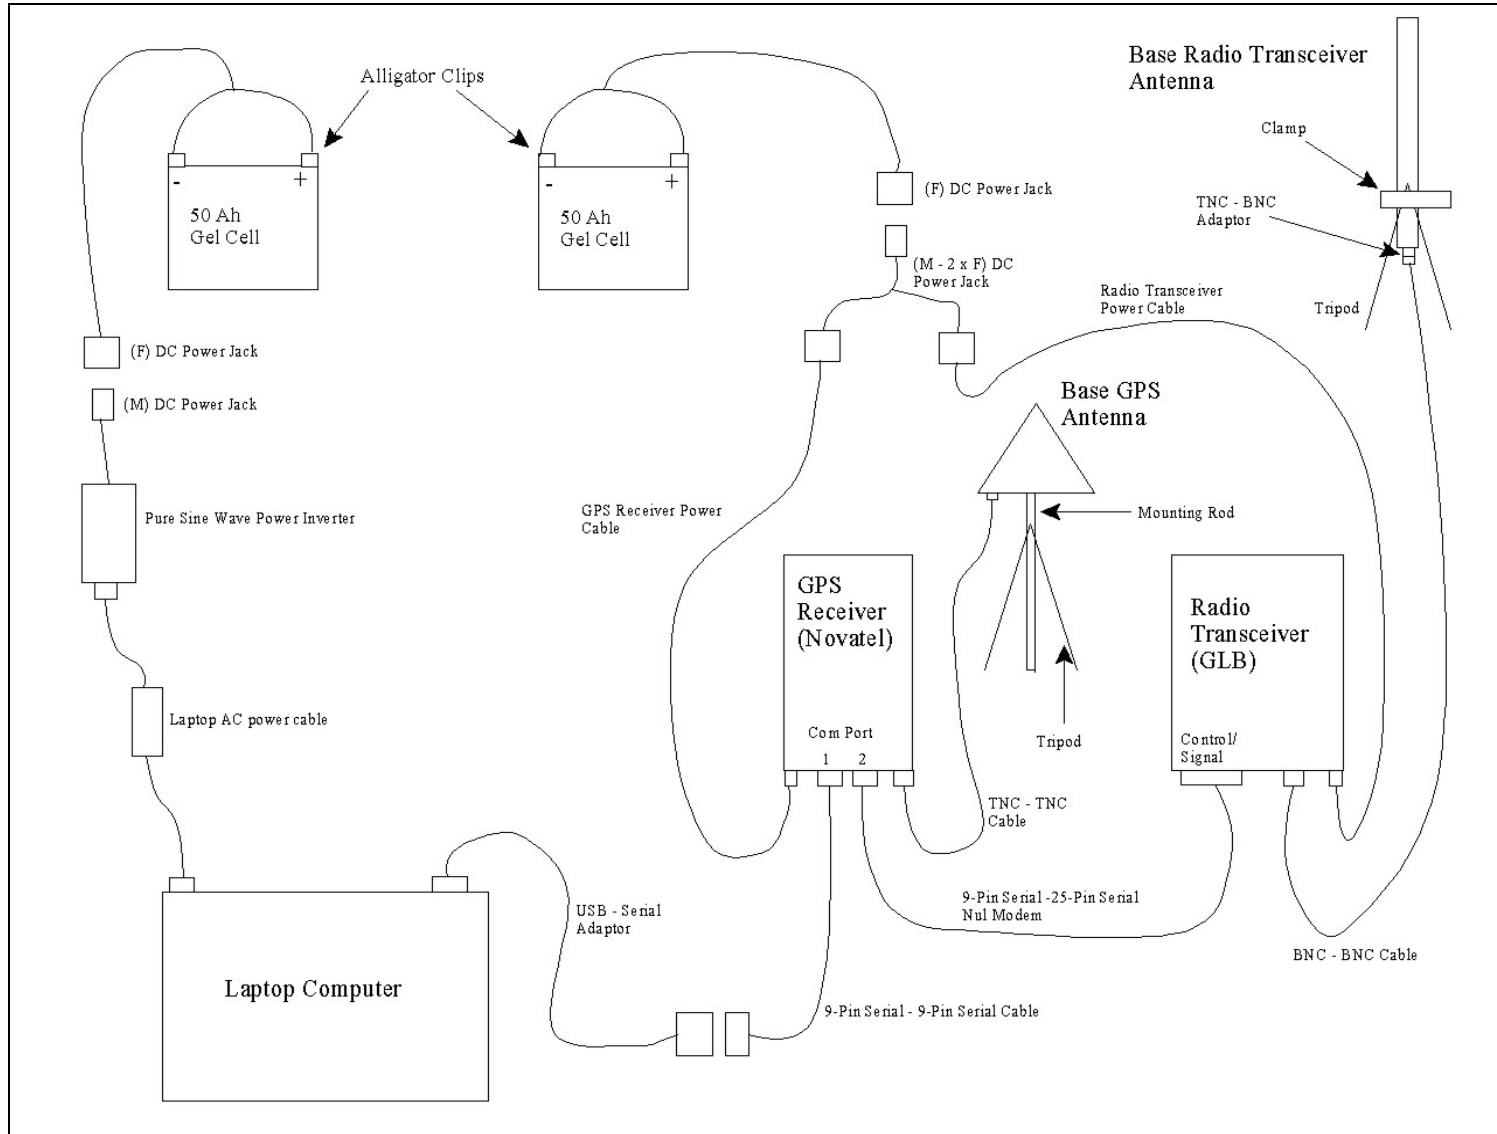 Alligator Clips
Base Radio Transceiver
Antenna
Clamp
TNC - BNC
Adaptor
Tripod
- +
50 Ah
Gel Cell
- +
50 Ah
Gel Cell
(F) DC Power Jack
(M - 2 x F) DC
Power Jack
Radio Transceiver
Power Cable
(F) DC Power Jack
(M) DC Power Jack
Base GPS
Antenna
Pure Sine Wave Power Inverter
GPS Receiver Power
Cable
Mounting Rod
GPS
Receiver
(Novatel)
Com Port
1 2
Radio
Transceiver
(GLB)
Control/
Signal
Laptop AC power cable
Tripod
TNC - TNC
Cable
USB - Serial
Adaptor
9-Pin Serial -25-Pin Serial
Nul Modem
BNC - BNC Cable
Laptop Computer
9-Pin Serial - 9-Pin Serial Cable